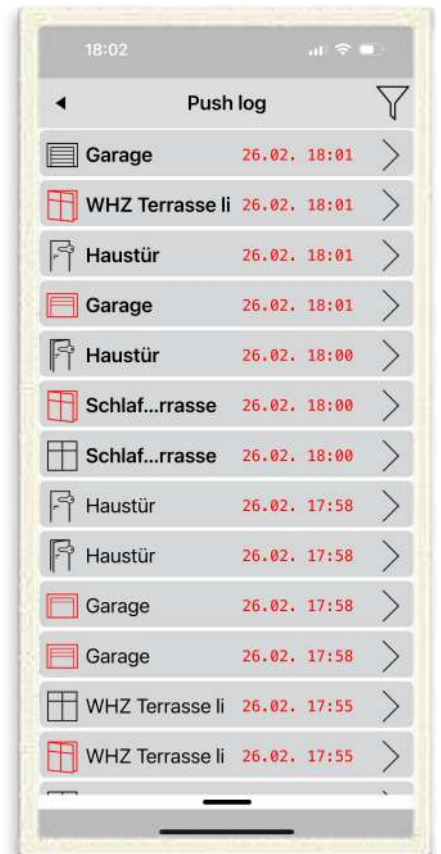 18:02
Push log
Garage 26.02. 18:01
WHZ Terrasse li 26.02. 18:01
Haustür 26.02. 18:01
Garage 26.02. 18:01
Haustür 26.02. 18:00
Schlaf...rrasse 26.02. 18:00
Schlaf...rrasse 26.02. 18:00
Haustür 26.02. 17:58
Haustür 26.02. 17:58
Garage 26.02. 17:58
Garage 26.02. 17:58
WHZ Terrasse li 26.02. 17:55
WHZ Terrasse li 26.02. 17:55